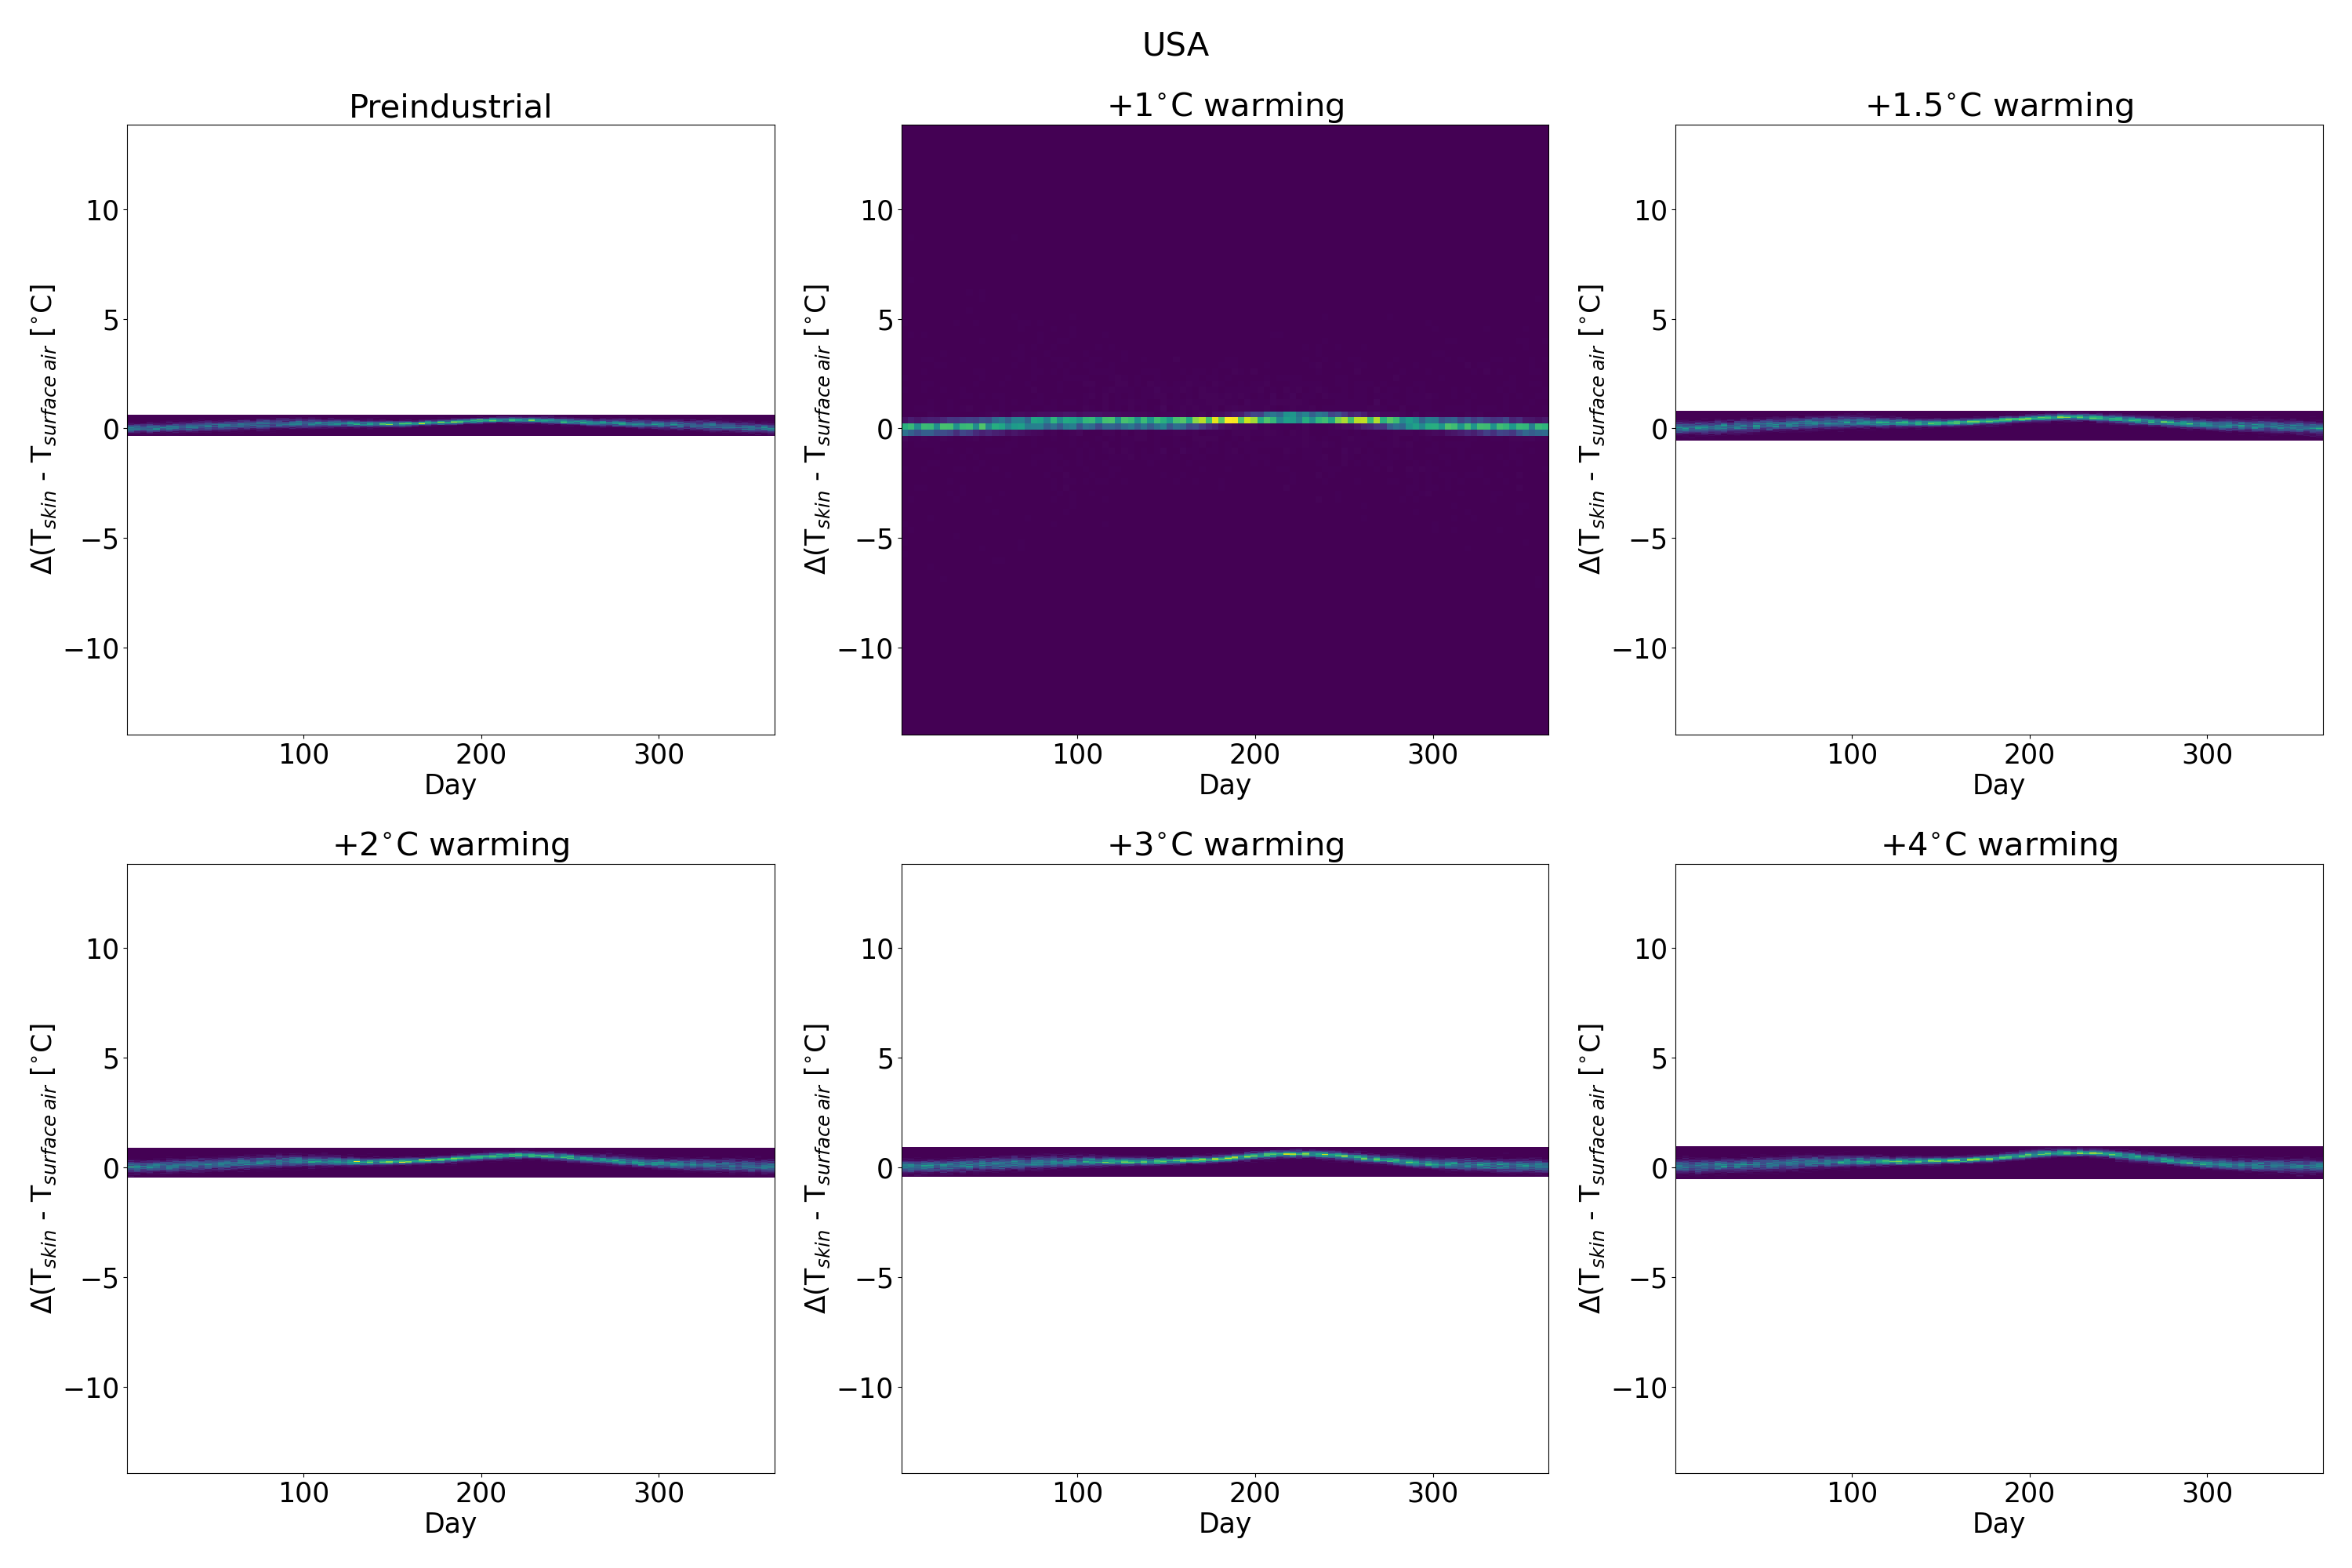 USA
Preindustrial
+1°C warming
+1.5°C warming
Δ(T_skin - T_surface air [°C]
10
5
0
−5
−10
100 200 300
Day
Δ(T_skin - T_surface air [°C]
10
5
0
−5
−10
100 200 300
Day
Δ(T_skin - T_surface air [°C]
10
5
0
−5
−10
100 200 300
Day
+2°C warming
+3°C warming
+4°C warming
Δ(T_skin - T_surface air [°C]
10
5
0
−5
−10
100 200 300
Day
Δ(T_skin - T_surface air [°C]
10
5
0
−5
−10
100 200 300
Day
Δ(T_skin - T_surface air [°C]
10
5
0
−5
−10
100 200 300
Day